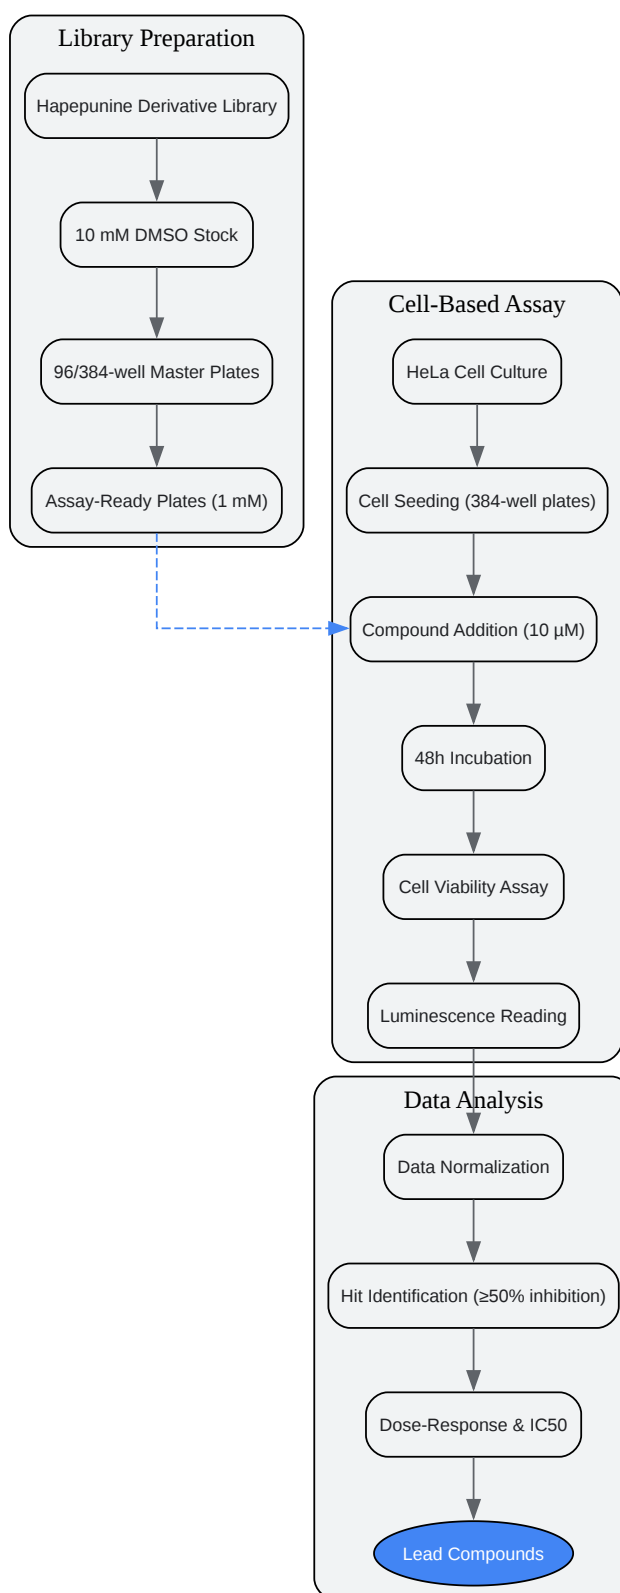 Library Preparation
Hapepunine Derivative Library
10 mM DMSO Stock
96/384-well Master Plates
Assay-Ready Plates (1 mM)
Cell-Based Assay
HeLa Cell Culture
Cell Seeding (384-well plates)
Compound Addition (10 µM)
48h Incubation
Cell Viability Assay
Luminescence Reading
Data Analysis
Data Normalization
Hit Identification (≥50% inhibition)
Dose-Response & IC50
Lead Compounds